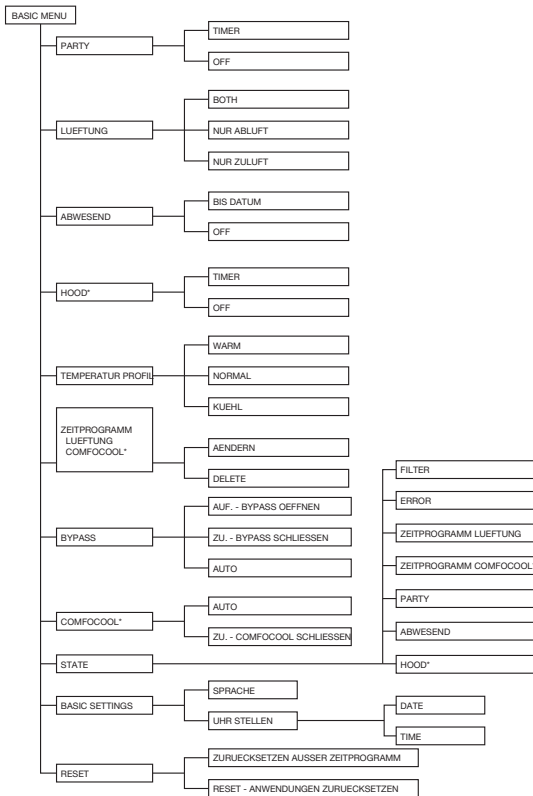 BASIC MENU
PARTY
TIMER
OFF
LUEFTUNG
BOTH
NUR ABLUFT
NUR ZULUFT
ABWESEND
BIS DATUM
OFF
HOOD*
TIMER
OFF
TEMPERATUR PROFIL
WARM
NORMAL
KUEHL
ZEITPROGRAMM
LUEFTUNG
COMFOCOOL*
AENDERN
DELETE
BYPASS
AUF. - BYPASS OEFFNEN
ZU. - BYPASS SCHLIESSEN
AUTO
COMFOCOOL*
AUTO
ZU. - COMFOCOOL SCHLIESSEN
STATE
FILTER
ERROR
ZEITPROGRAMM LUEFTUNG
ZEITPROGRAMM COMFOCOOL*
PARTY
ABWESEND
HOOD*
BASIC SETTINGS
SPRACHE
UHR STELLEN
DATE
TIME
RESET
ZURUECKSETZEN AUSSER ZEITPROGRAMM
RESET - ANWENDUNGEN ZURUECKSETZEN